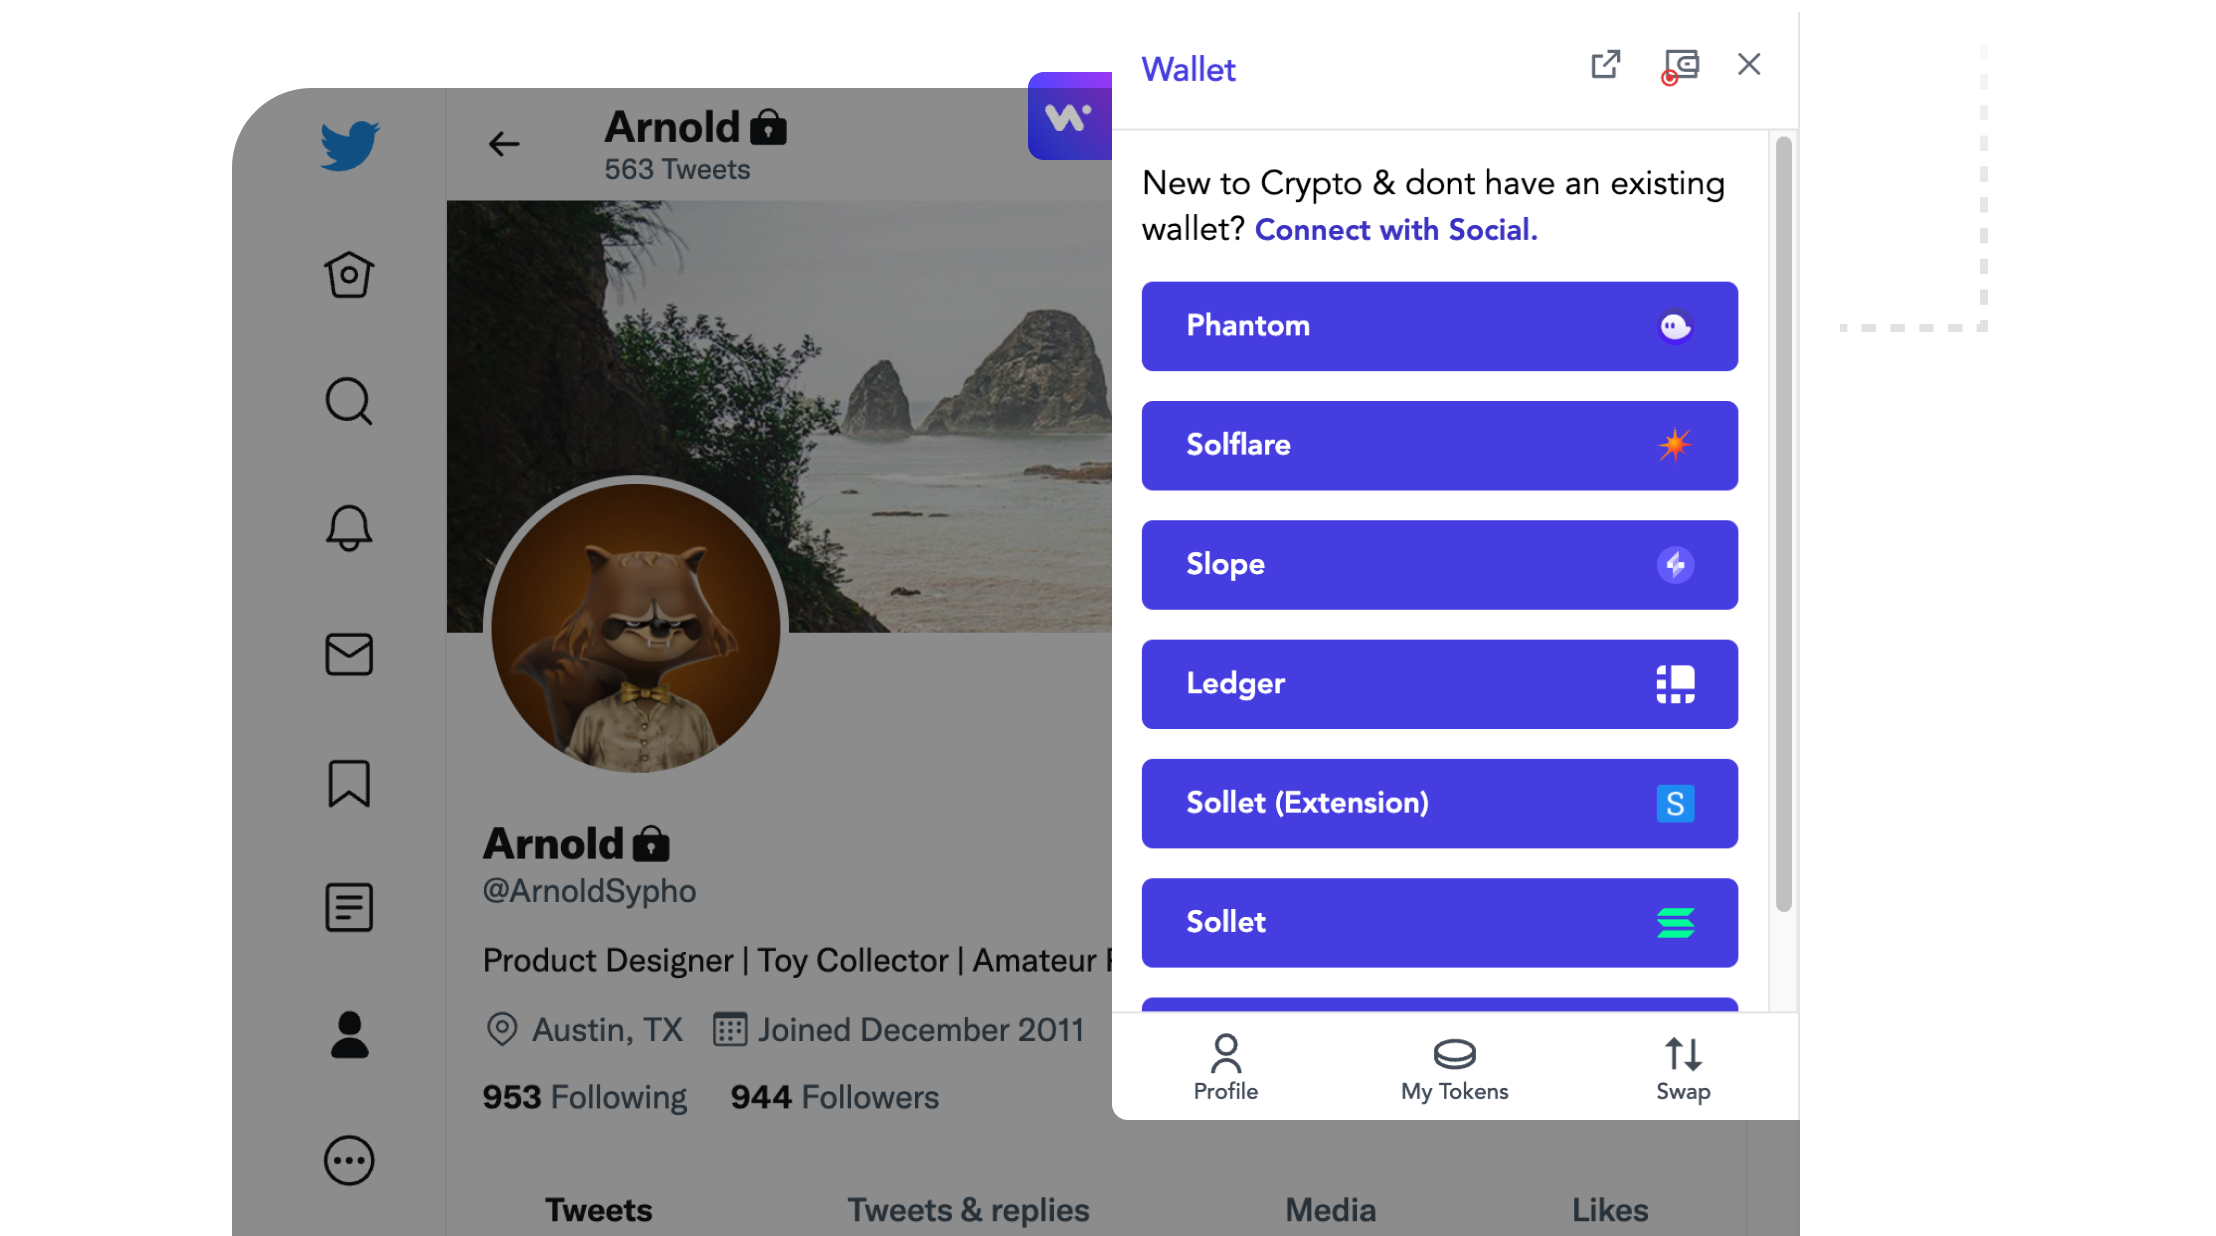 Arnold
563 Tweets
Arnold
@ArnoldSypho
Product Designer | Toy Collector | Amateur
Austin, TX Joined December 2011
953 Following 944 Followers
Tweets Tweets & replies Media Likes
Wallet
New to Crypto & dont have an existing
wallet? Connect with Social.
Phantom
Solflare
Slope
Ledger
Sollet (Extension)
S
Sollet
Profile My Tokens Swap